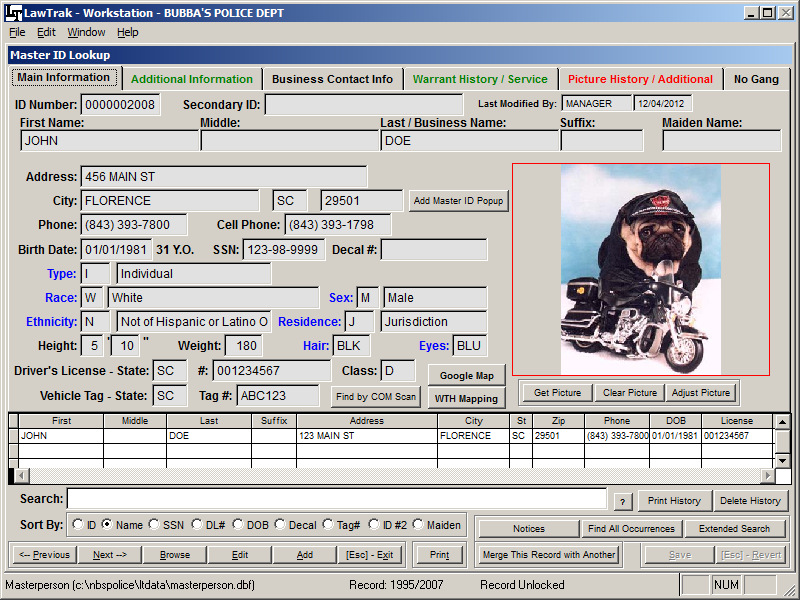 LawTrak - Workstation - BUBBA'S POLICE DEPT
File Edit Window Help
Master ID Lookup
Main Information Additional Information Business Contact Info Warrant History / Service Picture History / Additional No Gang
ID Number: 0000002008 Secondary ID: Last Modified By: MANAGER 12/04/2012
First Name: Middle: Last / Business Name: Suffix: Maiden Name:
JOHN DOE
Address: 456 MAIN ST
City: FLORENCE SC 29501 Add Master ID Popup
Phone: (843) 393-7800 Cell Phone: (843) 393-1798
Birth Date: 01/01/1981 31 Y.O. SSN: 123-98-9999 Decal #:
Type: I Individual
Race: W White Sex: M Male
Ethnicity: N Not of Hispanic or Latino O Residence: J Jurisdiction
Height: 5 ' 10 " Weight: 180 Hair: BLK Eyes: BLU
Driver's License - State: SC #: 001234567 Class: D Google Map
Vehicle Tag - State: SC Tag #: ABC123 Find by COM Scan WTH Mapping
Get Picture Clear Picture Adjust Picture
First Middle Last Suffix Address City St Zip Phone DOB License
JOHN DOE 123 MAIN ST FLORENCE SC 29501 (843) 393-7800 01/01/1981 001234567
Search: ? Print History Delete History
Sort By: ID Name SSN DL# DOB Decal Tag# ID #2 Maiden
Notices Find All Occurrences Extended Search
<-- Previous Next --> Browse Edit Add [Esc] - Exit Print Merge This Record with Another Save [Esc] - Revert
Masterperson (c:\nbspolice\ltdata\masterperson.dbf) Record: 1995/2007 Record Unlocked NUM